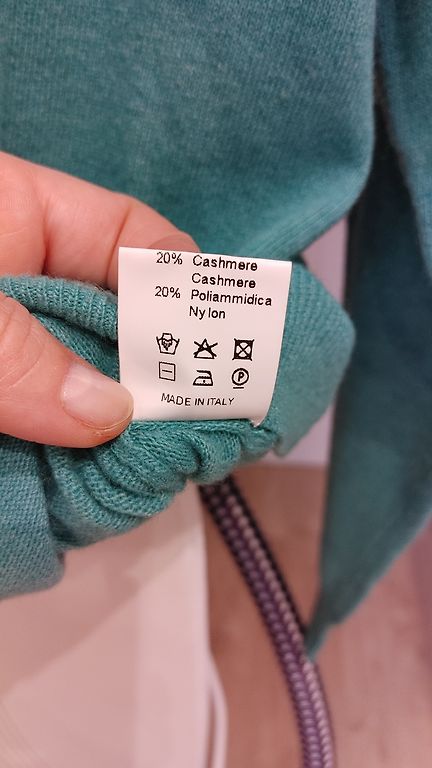 20% Cashmere
Cashmere
20% Poliammidica
Nylon
P
MADE IN ITALY